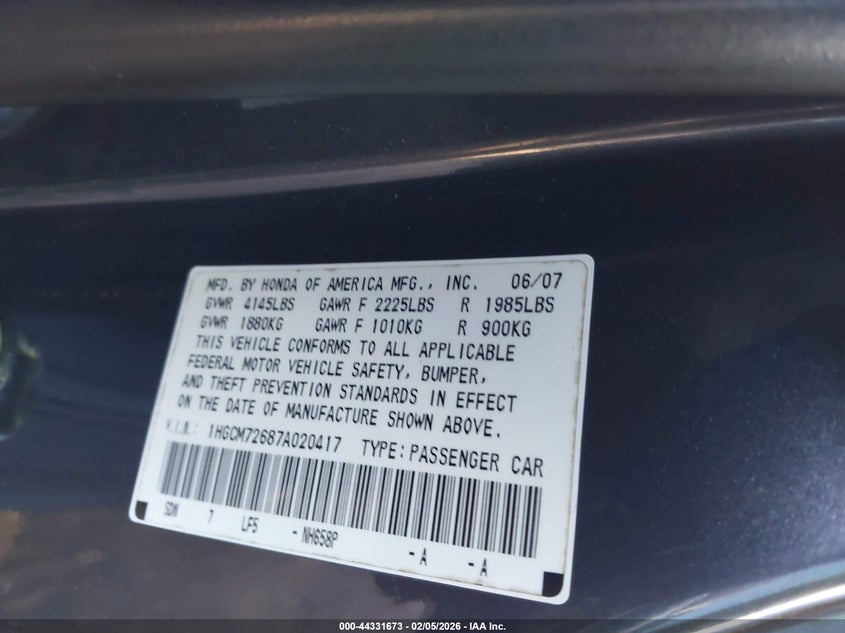 MFD. BY HONDA OF AMERICA MFG., INC. 06/07
GVWR 4145LBS GAWR F 2225LBS R 1985LBS
GVWR 1880KG GAWR F 1010KG R 900KG
THIS VEHICLE CONFORMS TO ALL APPLICABLE
FEDERAL MOTOR VEHICLE SAFETY, BUMPER,
AND THEFT PREVENTION STANDARDS IN EFFECT
ON THE DATE OF MANUFACTURE SHOWN ABOVE.
V.I.N.: 1HGCM72687A020417 TYPE:PASSENGER CAR
SDN 7 LF5 -NH658P -A -A
000-44331673 — 02/05/2026 — IAA Inc.